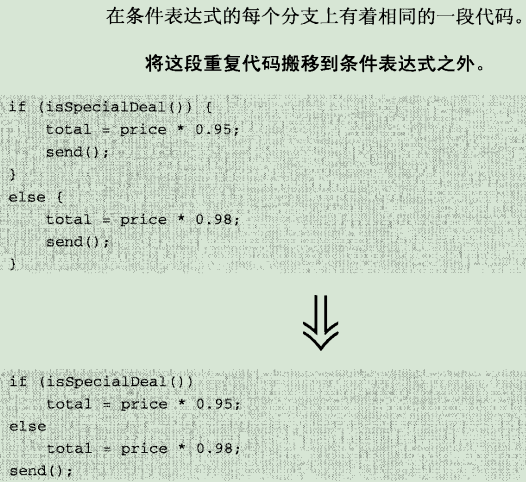 在条件表达式的每个分支上有着相同的一段代码。
将这段重复代码搬移到条件表达式之外。
if (isSpecialDeal()) {
    total = price * 0.95;
    send();
}
else {
    total = price * 0.98;
    send();
}
if (isSpecialDeal())
    total = price * 0.95;
else
    total = price * 0.98;
send();